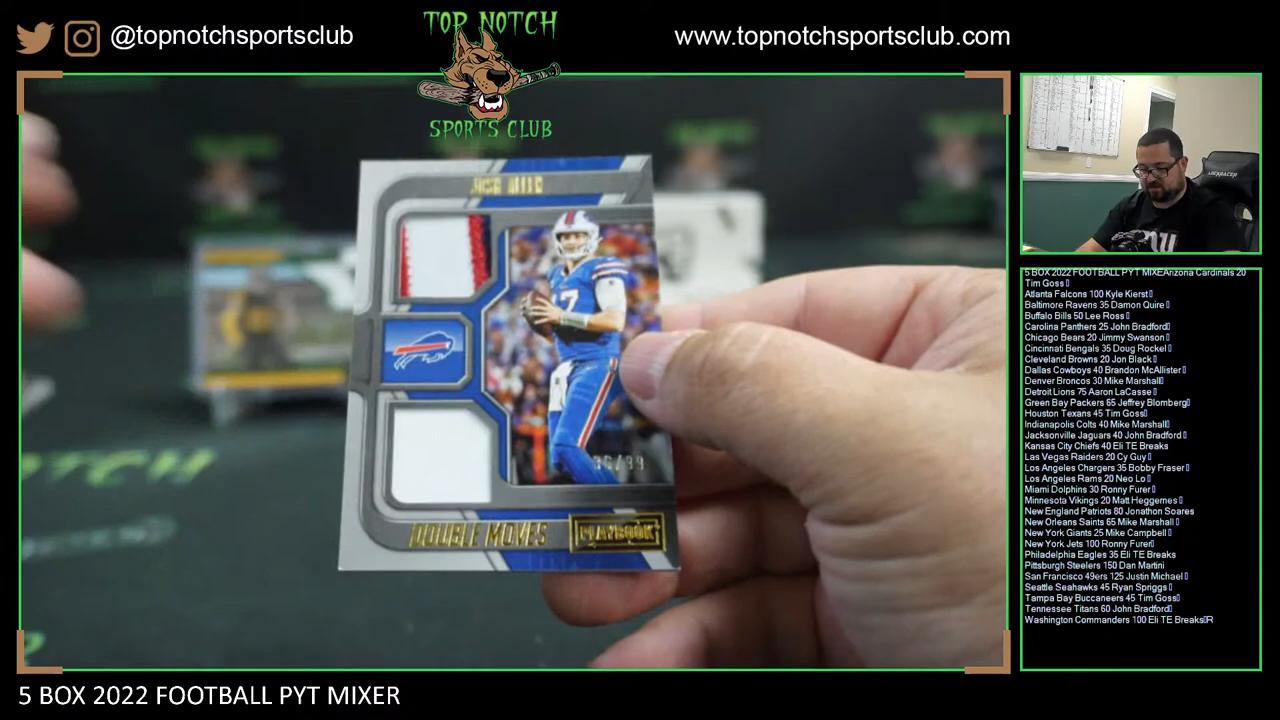 @topnotchsportsclub
TOP NOTCH
SPORTS CLUB
www.topnotchsportsclub.com
17
DOUBLE MOVES
PLAYBOOK
5 BOX 2022 FOOTBALL PYT MIXEArizona Cardinals 20
Tim Goss
Atlanta Falcons 100 Kyle Kierst
Baltimore Ravens 35 Damon Quire
Buffalo Bills 50 Lee Ross
Carolina Panthers 25 John Bradford
Chicago Bears 20 Jimmy Swanson
Cincinnati Bengals 35 Doug Rockel
Cleveland Browns 20 Jon Black
Dallas Cowboys 40 Brandon McAllister
Denver Broncos 30 Mike Marshall
Detroit Lions 75 Aaron LaCasse
Green Bay Packers 65 Jeffrey Blomberg
Houston Texans 45 Tim Goss
Indianapolis Colts 40 Mike Marshall
Jacksonville Jaguars 40 John Bradford
Kansas City Chiefs 40 Eli TE Breaks
Las Vegas Raiders 20 Cy Guy
Los Angeles Chargers 35 Bobby Fraser
Los Angeles Rams 20 Neo Lo
Miami Dolphins 30 Ronny Furer
Minnesota Vikings 20 Matt Heggernes
New England Patriots 80 Jonathon Soares
New Orleans Saints 65 Mike Marshall
New York Giants 25 Mike Campbell
New York Jets 100 Ronny Furer
Philadelphia Eagles 35 Eli TE Breaks
Pittsburgh Steelers 150 Dan Martini
San Francisco 49ers 125 Justin Michael
Seattle Seahawks 45 Ryan Spriggs
Tampa Bay Buccaneers 45 Tim Goss
Tennessee Titans 60 John Bradford
Washington Commanders 100 Eli TE Breaks R
5 BOX 2022 FOOTBALL PYT MIXER